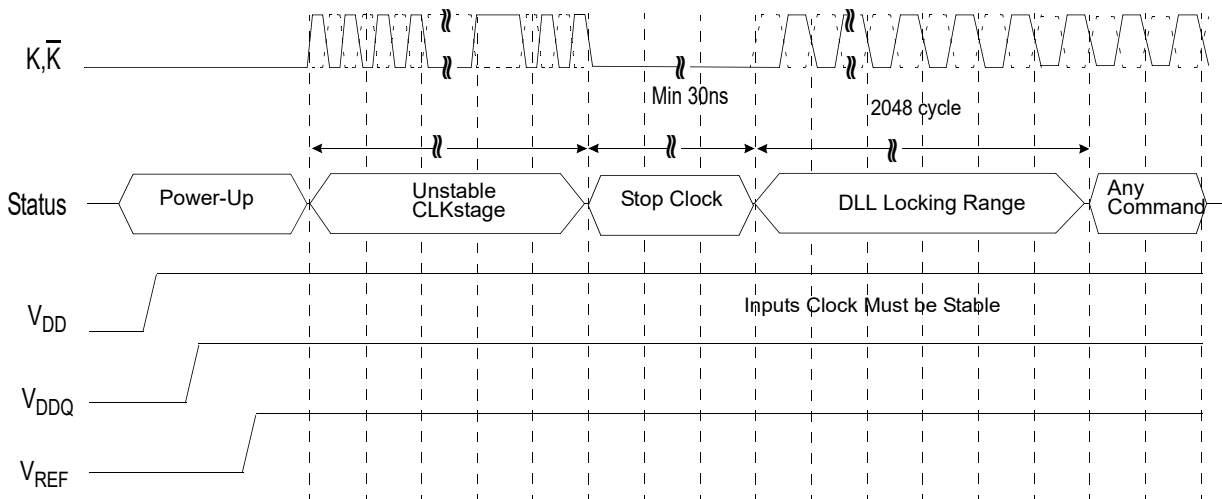 K,K̅
Min 30ns
2048 cycle
Status
Power-Up
Unstable
CLKstage
Stop Clock
DLL Locking Range
Any
Command
VDD
Inputs Clock Must be Stable
VDDQ
VREF